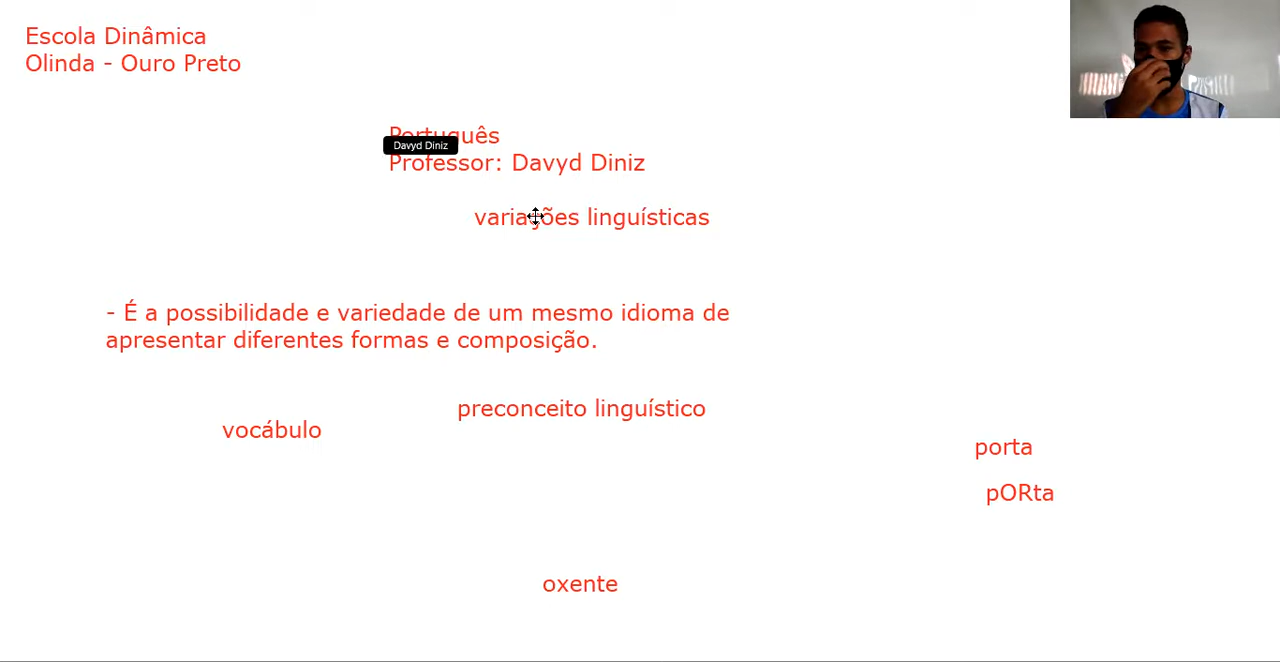 Escola Dinâmica
Olinda - Ouro Preto
Português
Davyd Diniz
Professor: Davyd Diniz
variações linguísticas
- É a possibilidade e variedade de um mesmo idioma de
apresentar diferentes formas e composição.
preconceito linguístico
vocábulo
porta
pORta
oxente